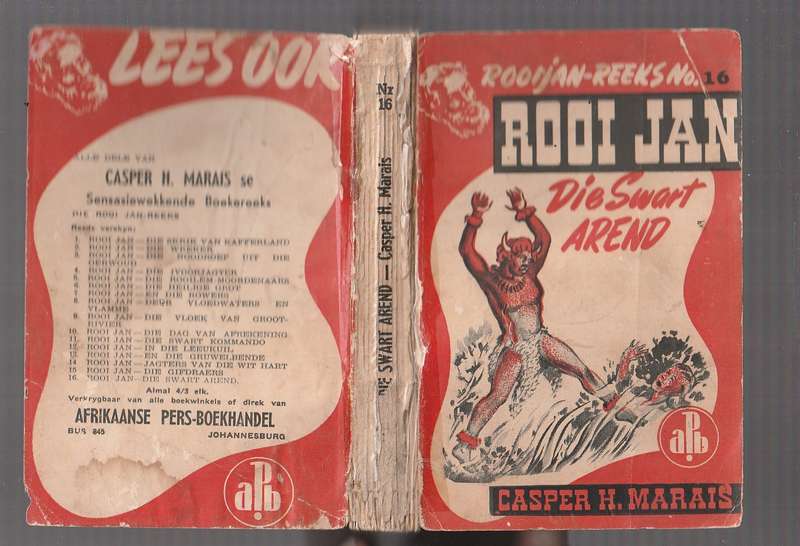 LEES OOK
ALLE DELE VAN
CASPER H. MARAIS se
Sensasiewekkende Boekereeks
DIE ROOI JAN-REEKS
Reeds verskyn:
1. ROOI JAN—DIE SERIE VAN KAFFERLAND
2. ROOI JAN— WREKER
3. ROOI JAN— NOODROEP UIT DIE
OERWOUD
4. ROOI JAN—DIE IVOORJAGTER
5. ROOI JAN—DIE BOORLEM-MOORDENAARS
6. ROOI JAN—DIE HEILIGE GROT
7. ROOI JAN—EN DIE ROWERS
8. ROOI JAN—DEUR VLOEDWATERS EN
VLAMME
9. ROOI JAN—DIE VLOEK VAN GROOT-
RIVIER
10. ROOI JAN—DIE DAG VAN AFREKENING
11. ROOI JAN—DIE SWART KOMMANDO
12. ROOI JAN—IN DIE LEEUKUIL
13. ROOI JAN—EN DIE GRUWELBENDE
14. ROOI JAN—JAGTERS VAN DIE WIT HART
15. ROOI JAN—DIE GIFDRAERS
16. ROOI JAN—DIE SWART AREND.
Almal 4/3 elk.
Verkrygbaar van alle boekwinkels of direk van
AFRIKAANSE PERS-BOEKHANDEL
BUS 845 JOHANNESBURG
aPb
Nr
16
DIE SWART AREND — Casper H. Marais
ROOIJAN-REEKS No. 16
ROOI JAN
Die Swart
AREND
aPb
CASPER H. MARAIS